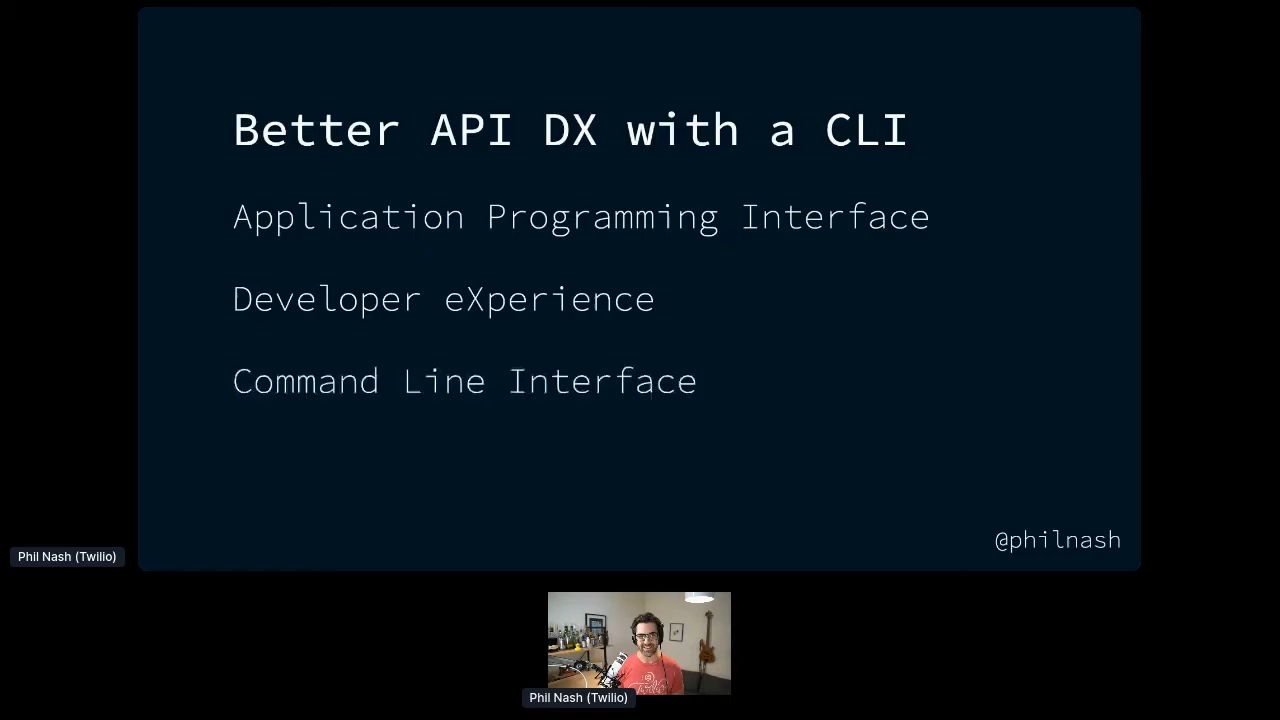 Better API DX with a CLI
Application Programming Interface
Developer eXperience
Command Line Interface
@philnash
Phil Nash (Twilio)
Phil Nash (Twilio)